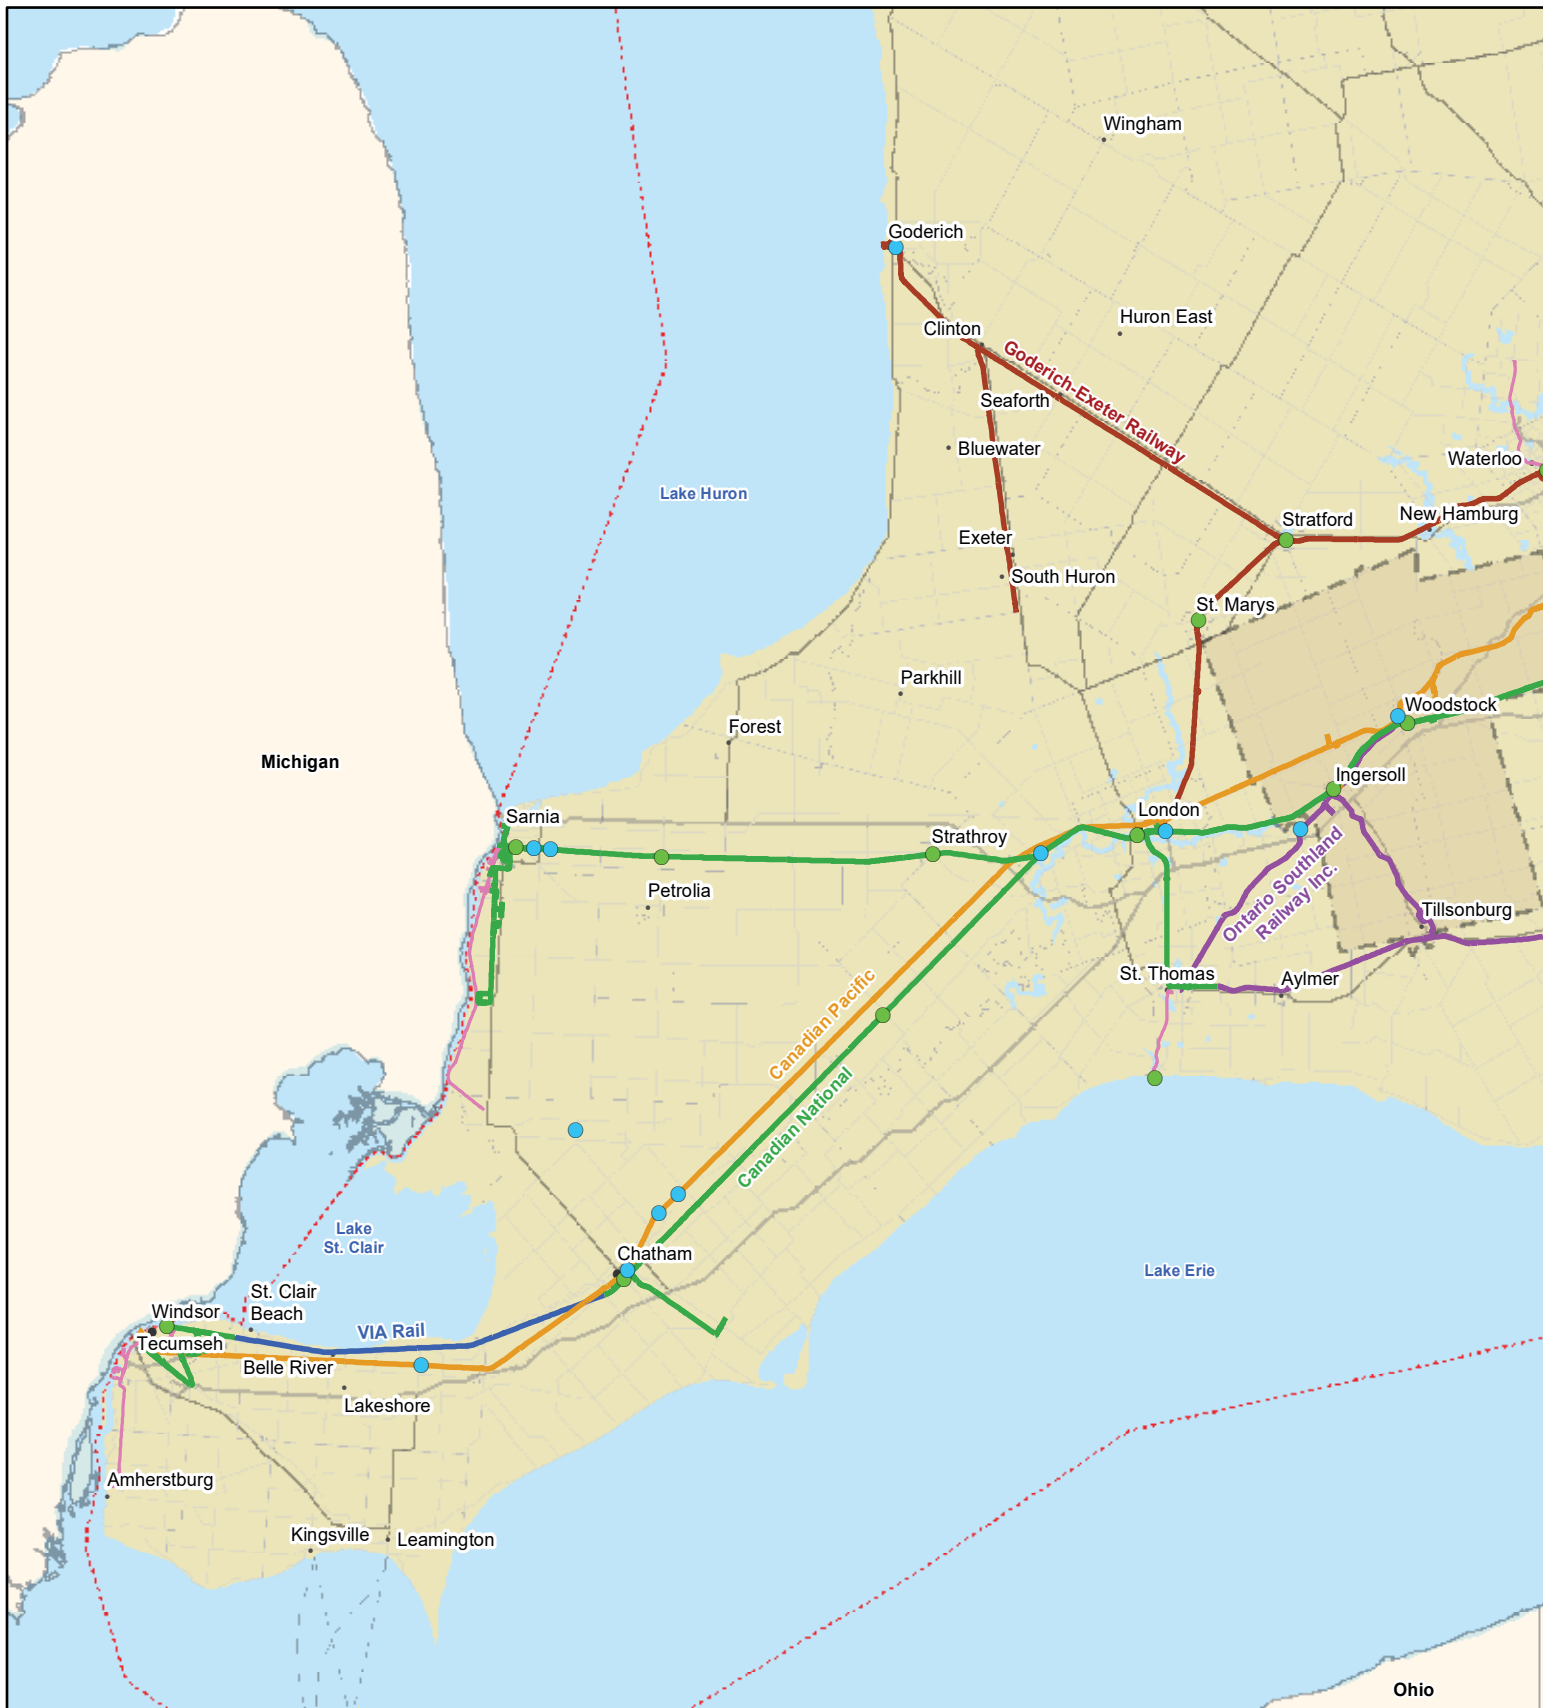 Wingham
Goderich
Huron East
Clinton
Goderich-Exeter Railway
Seaforth
Bluewater
Waterloo
Lake Huron
New Hamburg
Stratford
Exeter
South Huron
St. Marys
Parkhill
Woodstock
Forest
Michigan
Ingersoll
London
Sarnia
Strathroy
Petrolia
Ontario Southland
Railway Inc.
Tillsonburg
St. Thomas
Aylmer
Canadian Pacific
Canadian National
Lake
St. Clair
Chatham
Lake Erie
St. Clair
Beach
Windsor
VIA Rail
Tecumseh
Belle River
Lakeshore
Amherstburg
Kingsville
Leamington
Ohio